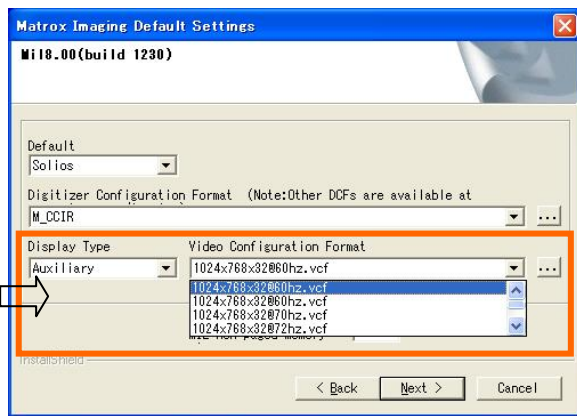 Matrox Imaging Default Settings
Mil8.00(build 1230)
Default
Solios
Digitizer Configuration Format (Note:Other DCFs are available at
M_CCIR
...
Display Type
Video Configuration Format
Auxiliary
1024x768x32@60hz.vcf
...
1024x768x32@60hz.vcf
1024x768x32@60hz.vcf
1024x768x32@70hz.vcf
1024x768x32@72hz.vcf
InstallShield
< Back
Next >
Cancel